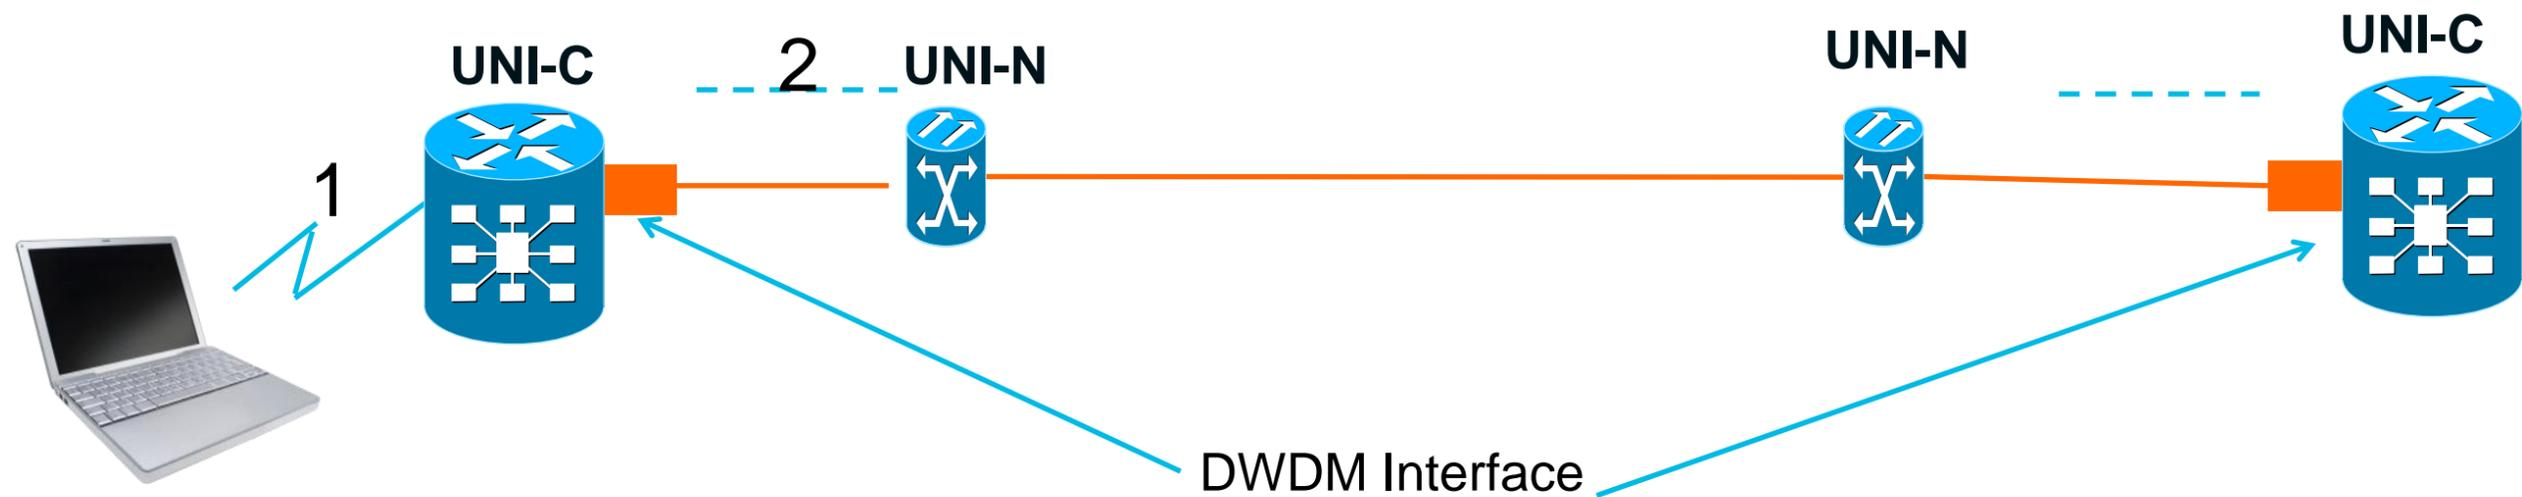 UNI-C
2
UNI-N
UNI-N
UNI-C
1
DWDM Interface